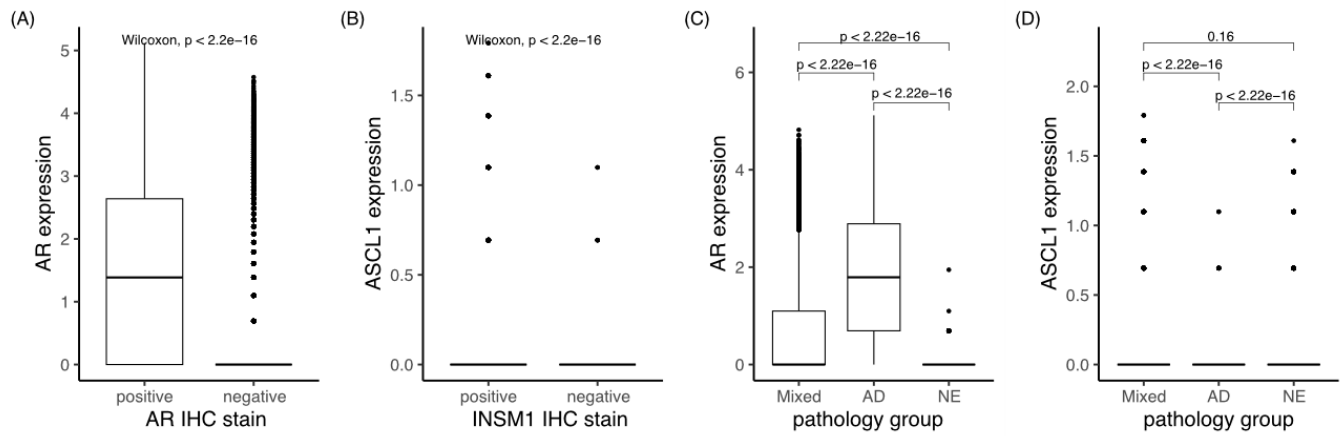 (A)
Wilcoxon, p < 2.2e−16
5
4
3
2
1
0
AR expression
positive negative
AR IHC stain
(B)
Wilcoxon, p < 2.2e−16
1.5
1.0
0.5
0.0
ASCL1 expression
positive negative
INSM1 IHC stain
(C)
p < 2.22e−16
p < 2.22e−16
p < 2.22e−16
6
4
2
0
AR expression
Mixed AD NE
pathology group
(D)
0.16
p < 2.22e−16
p < 2.22e−16
2.0
1.5
1.0
0.5
0.0
ASCL1 expression
Mixed AD NE
pathology group